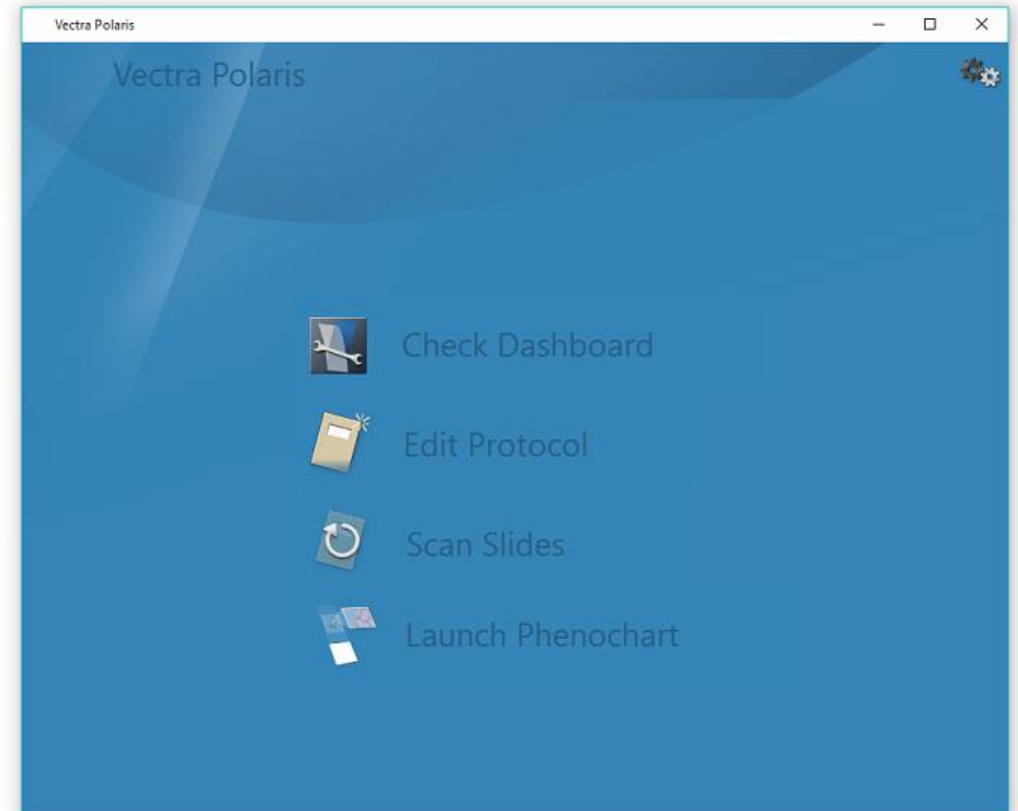 Vectra Polaris
Vectra Polaris
Check Dashboard
Edit Protocol
Scan Slides
Launch Phenochart